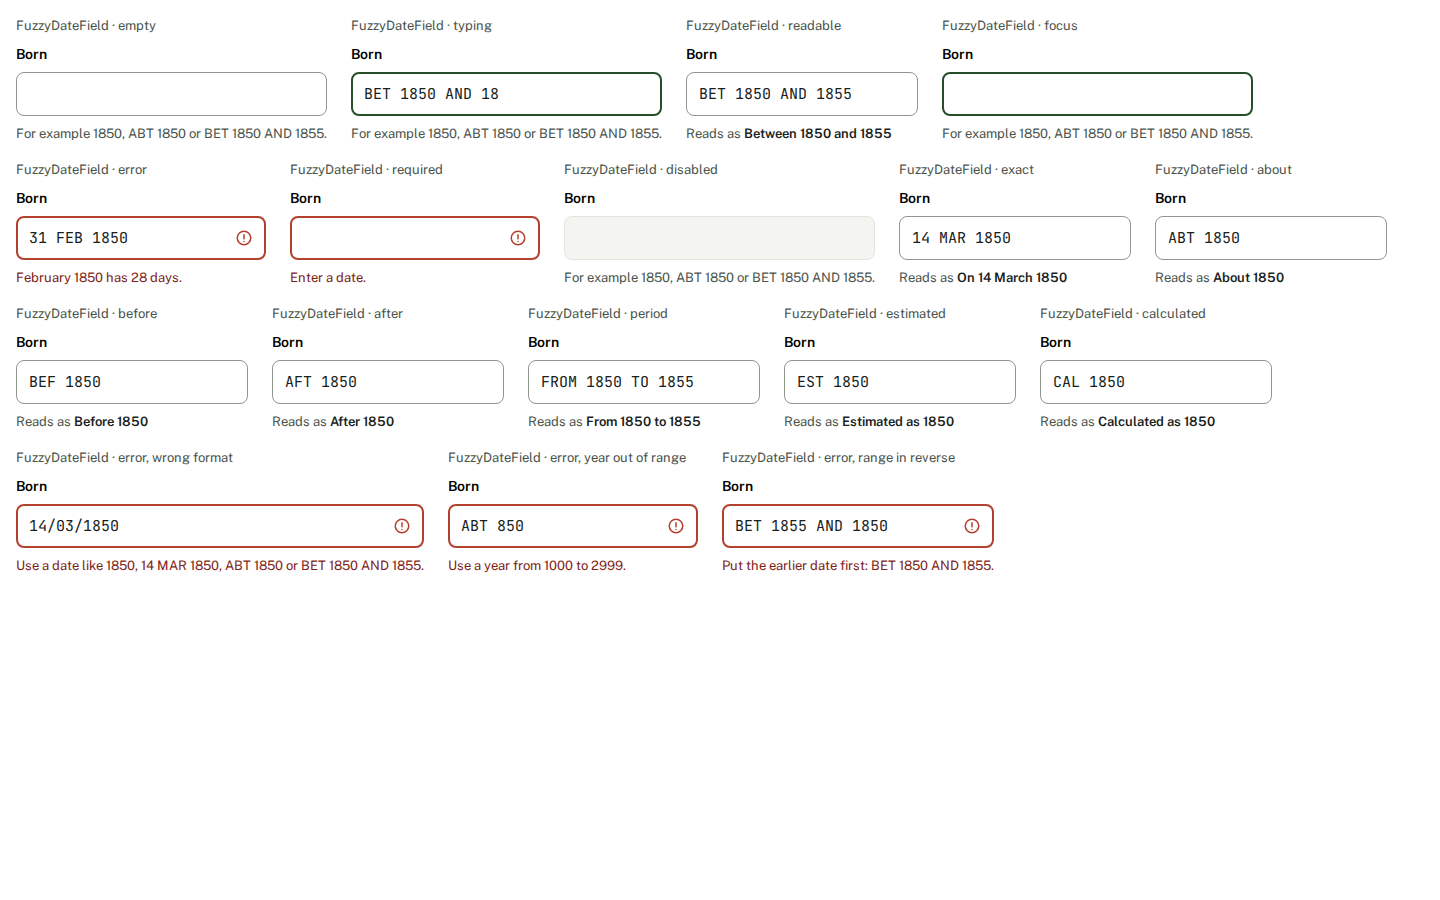 FuzzyDateField · empty
Born
For example 1850, ABT 1850 or BET 1850 AND 1855.
FuzzyDateField · typing
Born
BET 1850 AND 18
For example 1850, ABT 1850 or BET 1850 AND 1855.
FuzzyDateField · readable
Born
BET 1850 AND 1855
Reads as Between 1850 and 1855
FuzzyDateField · focus
Born
For example 1850, ABT 1850 or BET 1850 AND 1855.
FuzzyDateField · error
Born
31 FEB 1850
February 1850 has 28 days.
FuzzyDateField · required
Born
Enter a date.
FuzzyDateField · disabled
Born
For example 1850, ABT 1850 or BET 1850 AND 1855.
FuzzyDateField · exact
Born
14 MAR 1850
Reads as On 14 March 1850
FuzzyDateField · about
Born
ABT 1850
Reads as About 1850
FuzzyDateField · before
Born
BEF 1850
Reads as Before 1850
FuzzyDateField · after
Born
AFT 1850
Reads as After 1850
FuzzyDateField · period
Born
FROM 1850 TO 1855
Reads as From 1850 to 1855
FuzzyDateField · estimated
Born
EST 1850
Reads as Estimated as 1850
FuzzyDateField · calculated
Born
CAL 1850
Reads as Calculated as 1850
FuzzyDateField · error, wrong format
Born
14/03/1850
Use a date like 1850, 14 MAR 1850, ABT 1850 or BET 1850 AND 1855.
FuzzyDateField · error, year out of range
Born
ABT 850
Use a year from 1000 to 2999.
FuzzyDateField · error, range in reverse
Born
BET 1855 AND 1850
Put the earlier date first: BET 1850 AND 1855.